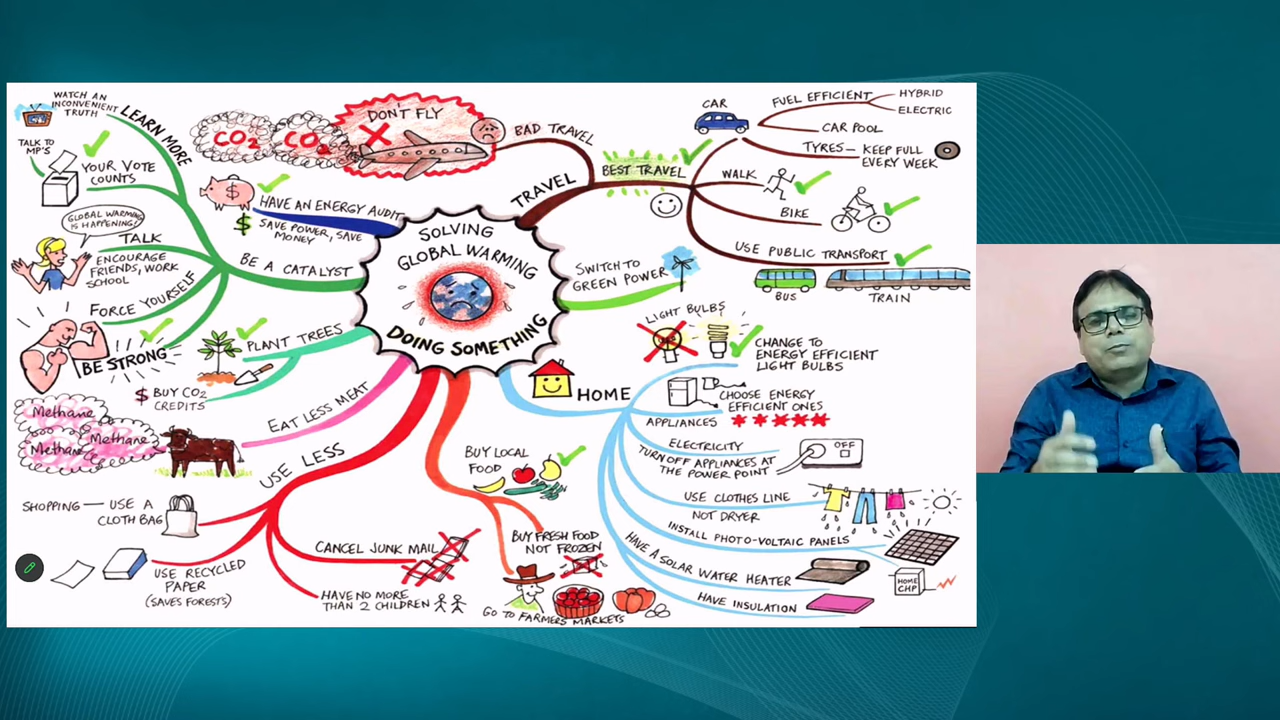 SOLVING
GLOBAL WARMING
DOING SOMETHING
TRAVEL
BAD TRAVEL
DON'T FLY
CO2
CO2
BEST TRAVEL
CAR
FUEL EFFICIENT
HYBRID
ELECTRIC
CAR POOL
TYRES — KEEP FULL
EVERY WEEK
WALK
BIKE
USE PUBLIC TRANSPORT
BUS
TRAIN
SWITCH TO
GREEN POWER
HOME
LIGHT BULBS?
CHANGE TO
ENERGY EFFICIENT
LIGHT BULBS
CHOOSE ENERGY
EFFICIENT ONES
APPLIANCES
ELECTRICITY
TURN OFF APPLIANCES AT
THE POWER POINT
OFF
USE CLOTHES LINE
NOT DRYER
INSTALL PHOTO-VOLTAIC PANELS
HOME
CHP
HAVE A SOLAR WATER HEATER
HAVE INSULATION
BUY LOCAL
FOOD
BUY FRESH FOOD
NOT FROZEN
GO TO FARMERS MARKETS
USE LESS
SHOPPING — USE A
CLOTH BAG
USE RECYCLED
PAPER
(SAVES FORESTS)
CANCEL JUNK MAIL
HAVE NO MORE
THAN 2 CHILDREN
EAT LESS MEAT
Methane
Methane
Methane
PLANT TREES
$ BUY CO2
CREDITS
BE A CATALYST
LEARN MORE
WATCH AN
INCONVENIENT
TRUTH
YOUR VOTE
COUNTS
TALK TO
MP'S
TALK
GLOBAL WARMING
IS HAPPENING!
ENCOURAGE
FRIENDS, WORK
SCHOOL
FORCE YOURSELF
BE STRONG
HAVE AN ENERGY AUDIT
$
$ SAVE POWER, SAVE
MONEY